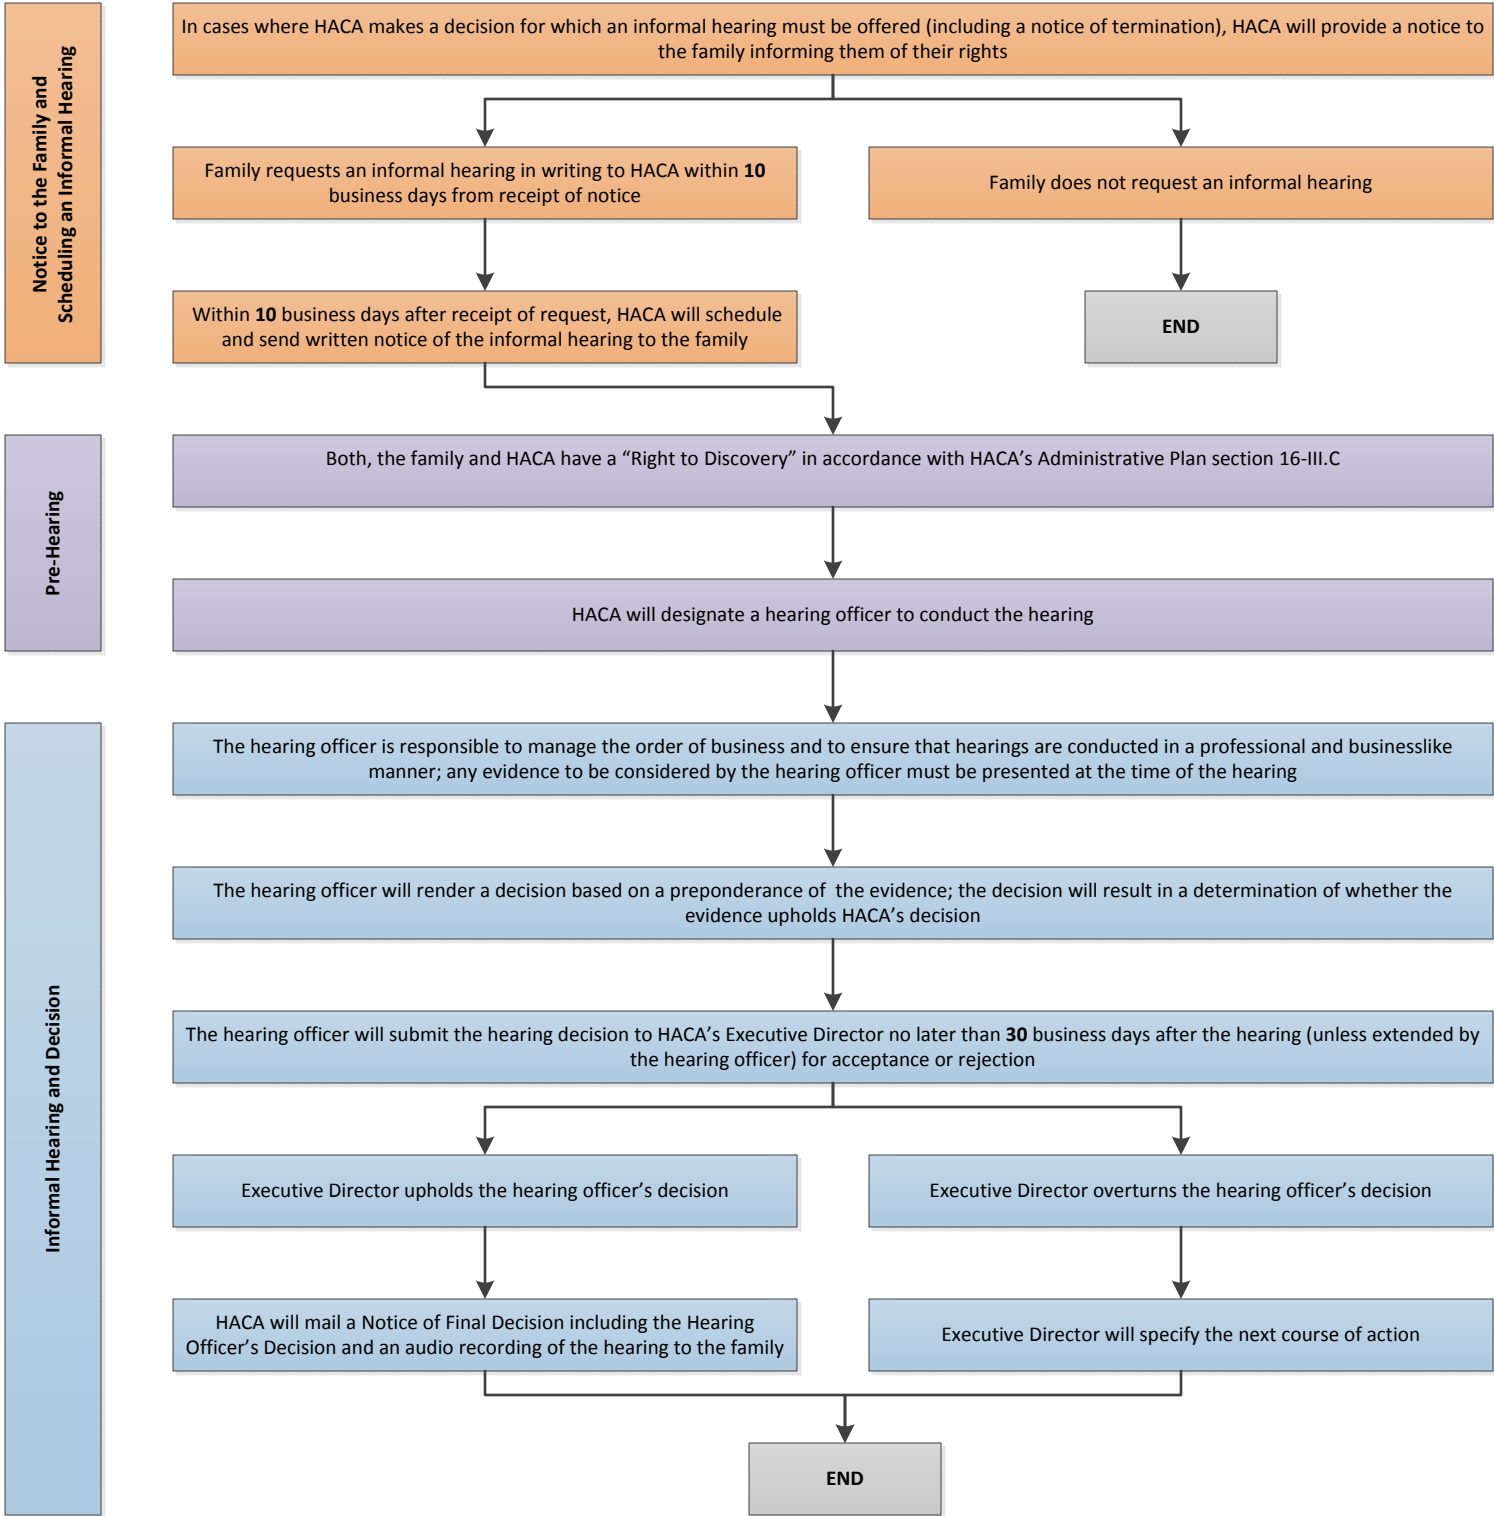 Notice to the Family and
Scheduling an Informal Hearing
In cases where HACA makes a decision for which an informal hearing must be offered (including a notice of termination), HACA will provide a notice to
the family informing them of their rights
Family requests an informal hearing in writing to HACA within 10
business days from receipt of notice
Family does not request an informal hearing
Within 10 business days after receipt of request, HACA will schedule
and send written notice of the informal hearing to the family
END
Pre-Hearing
Both, the family and HACA have a “Right to Discovery” in accordance with HACA’s Administrative Plan section 16-III.C
HACA will designate a hearing officer to conduct the hearing
Informal Hearing and Decision
The hearing officer is responsible to manage the order of business and to ensure that hearings are conducted in a professional and businesslike
manner; any evidence to be considered by the hearing officer must be presented at the time of the hearing
The hearing officer will render a decision based on a preponderance of the evidence; the decision will result in a determination of whether the
evidence upholds HACA’s decision
The hearing officer will submit the hearing decision to HACA’s Executive Director no later than 30 business days after the hearing (unless extended by
the hearing officer) for acceptance or rejection
Executive Director upholds the hearing officer’s decision
Executive Director overturns the hearing officer’s decision
HACA will mail a Notice of Final Decision including the Hearing
Officer’s Decision and an audio recording of the hearing to the family
Executive Director will specify the next course of action
END